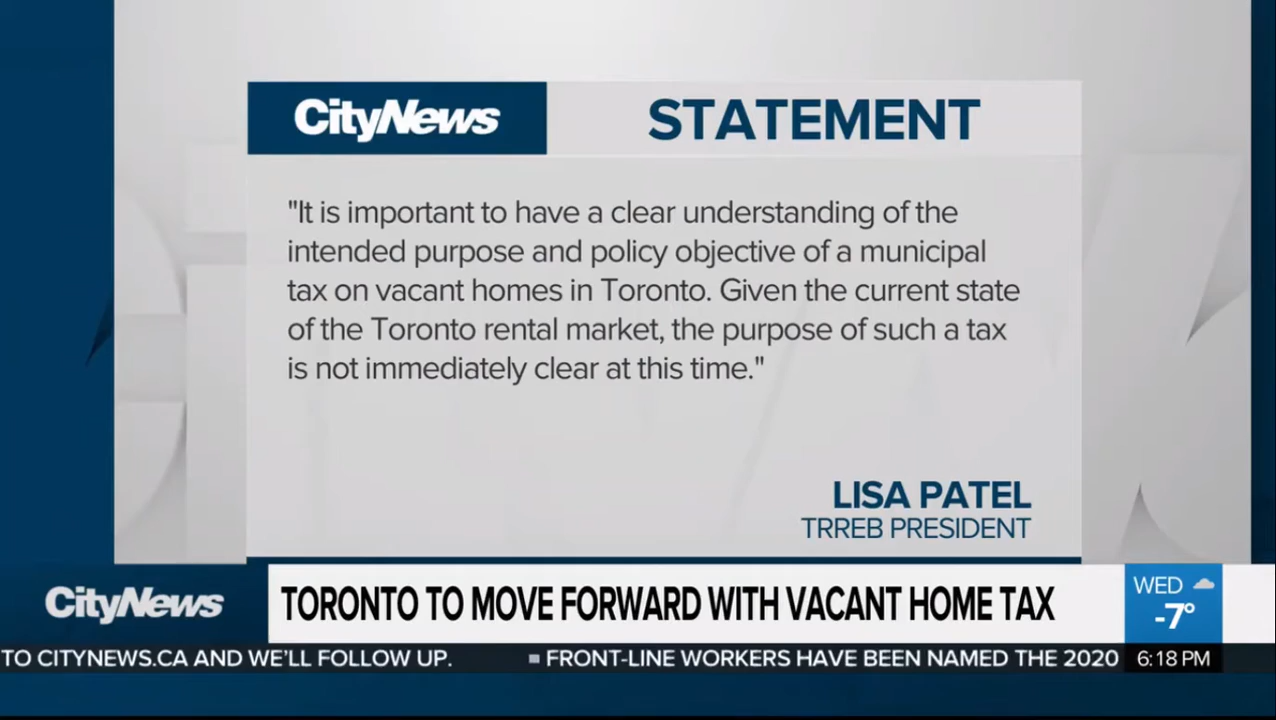 CityNews
STATEMENT
"It is important to have a clear understanding of the
intended purpose and policy objective of a municipal
tax on vacant homes in Toronto. Given the current state
of the Toronto rental market, the purpose of such a tax
is not immediately clear at this time."
LISA PATEL
TRREB PRESIDENT
CityNews
TORONTO TO MOVE FORWARD WITH VACANT HOME TAX
WED
-7°
TO CITYNEWS.CA AND WE'LL FOLLOW UP. ■ FRONT-LINE WORKERS HAVE BEEN NAMED THE 2020
6:18 PM